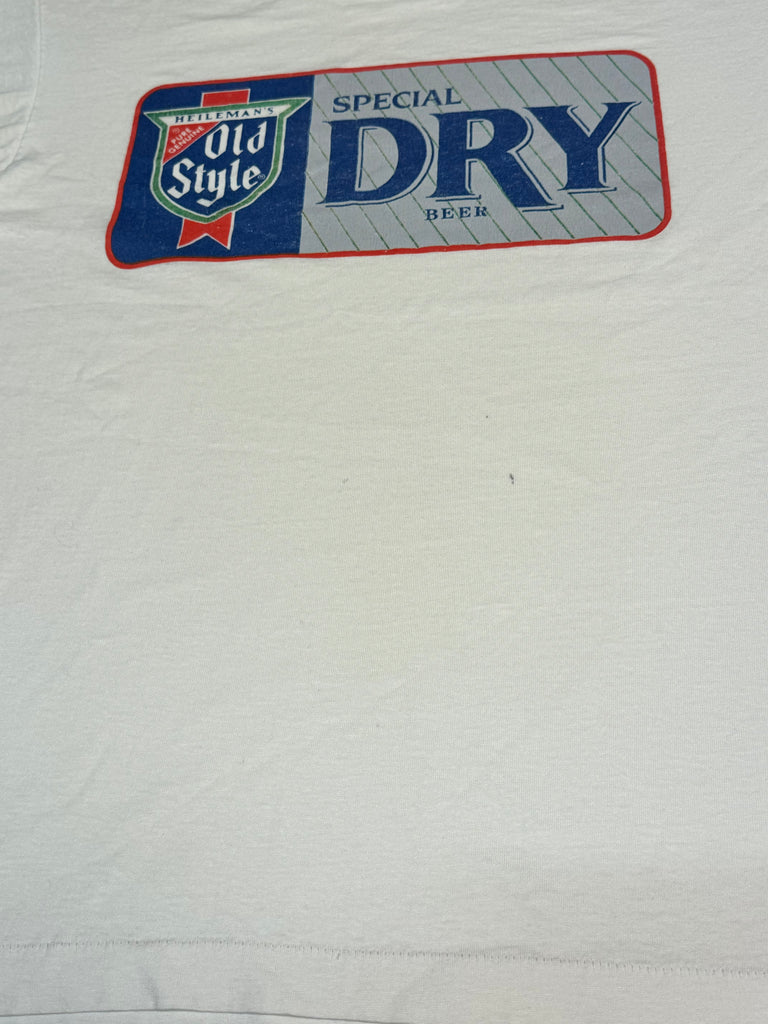 HEILEMAN'S
PURE
GENUINE
Old
Style®
SPECIAL
DRY
BEER